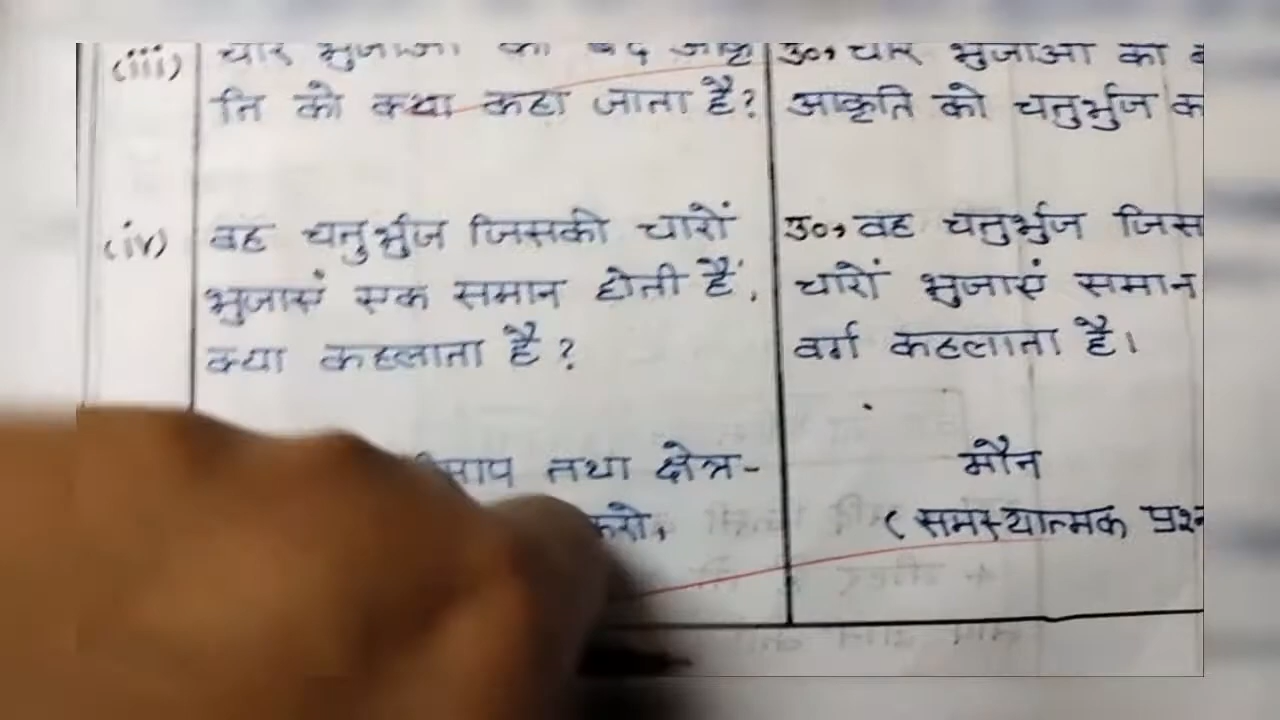 (iii)
चार भुजाओं की बंद आकृ
ति को क्या कहा जाता है?
उ०, चार भुजाओं की
आकृति को चतुर्भुज
(iv)
वह चतुर्भुज जिसकी चारों
भुजाएं एक समान होती हैं,
क्या कहलाता है?
उ०, वह चतुर्भुज
चारों भुजाएं समान
वर्ग कहलाता है।
तथा क्षेत्र-
करो,
मौन
(समस्यात्मक